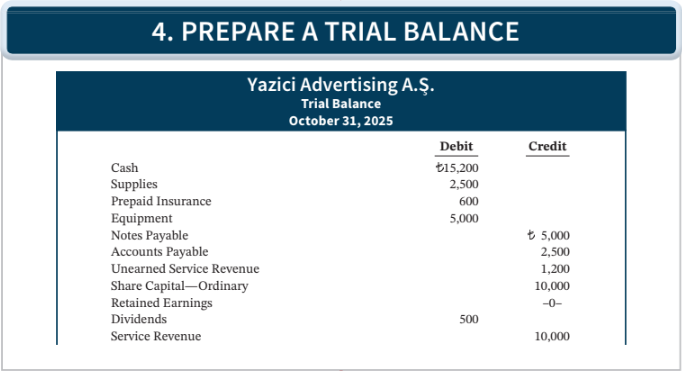 4. PREPARE A TRIAL BALANCE
Yazici Advertising A.Ş.
Trial Balance
October 31, 2025
Debit Credit
Cash ₺15,200
Supplies 2,500
Prepaid Insurance 600
Equipment 5,000
Notes Payable ₺ 5,000
Accounts Payable 2,500
Unearned Service Revenue 1,200
Share Capital—Ordinary 10,000
Retained Earnings –0–
Dividends 500
Service Revenue 10,000